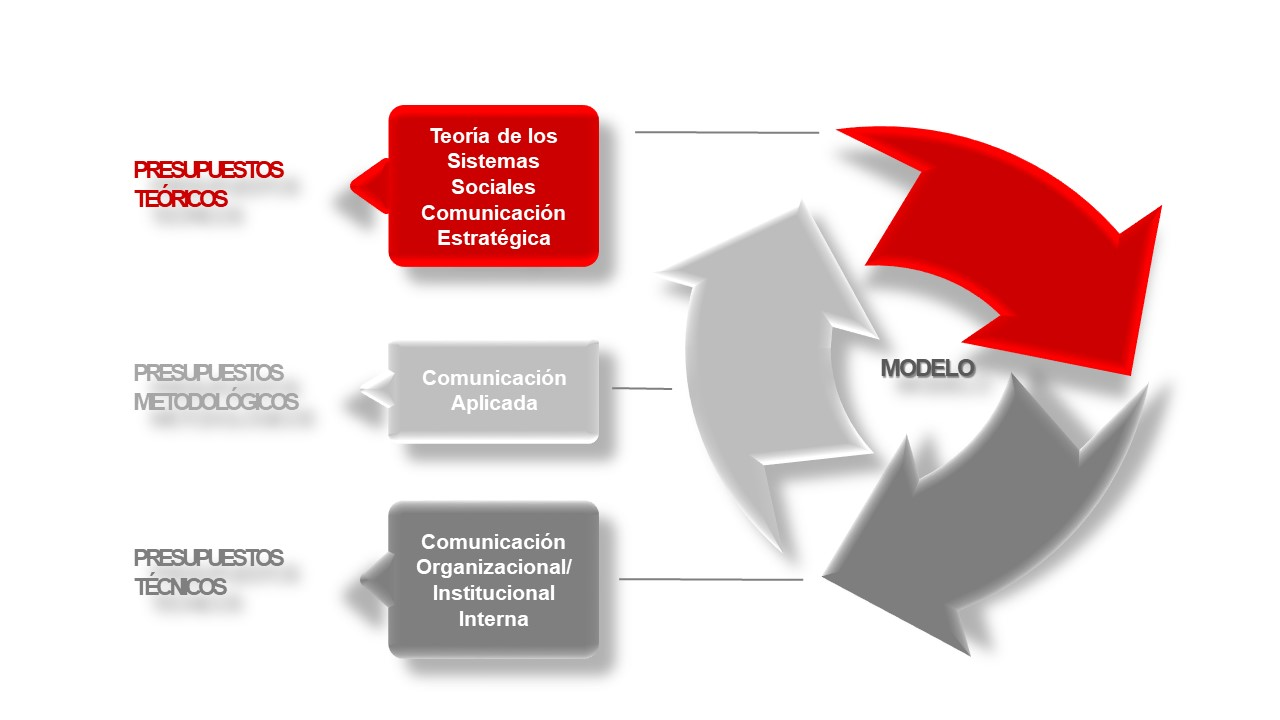 PRESUPUESTOS
TEÓRICOS
Teoría de los
Sistemas
Sociales
Comunicación
Estratégica
PRESUPUESTOS
METODOLÓGICOS
Comunicación
Aplicada
MODELO
PRESUPUESTOS
TÉCNICOS
Comunicación
Organizacional/
Institucional
Interna